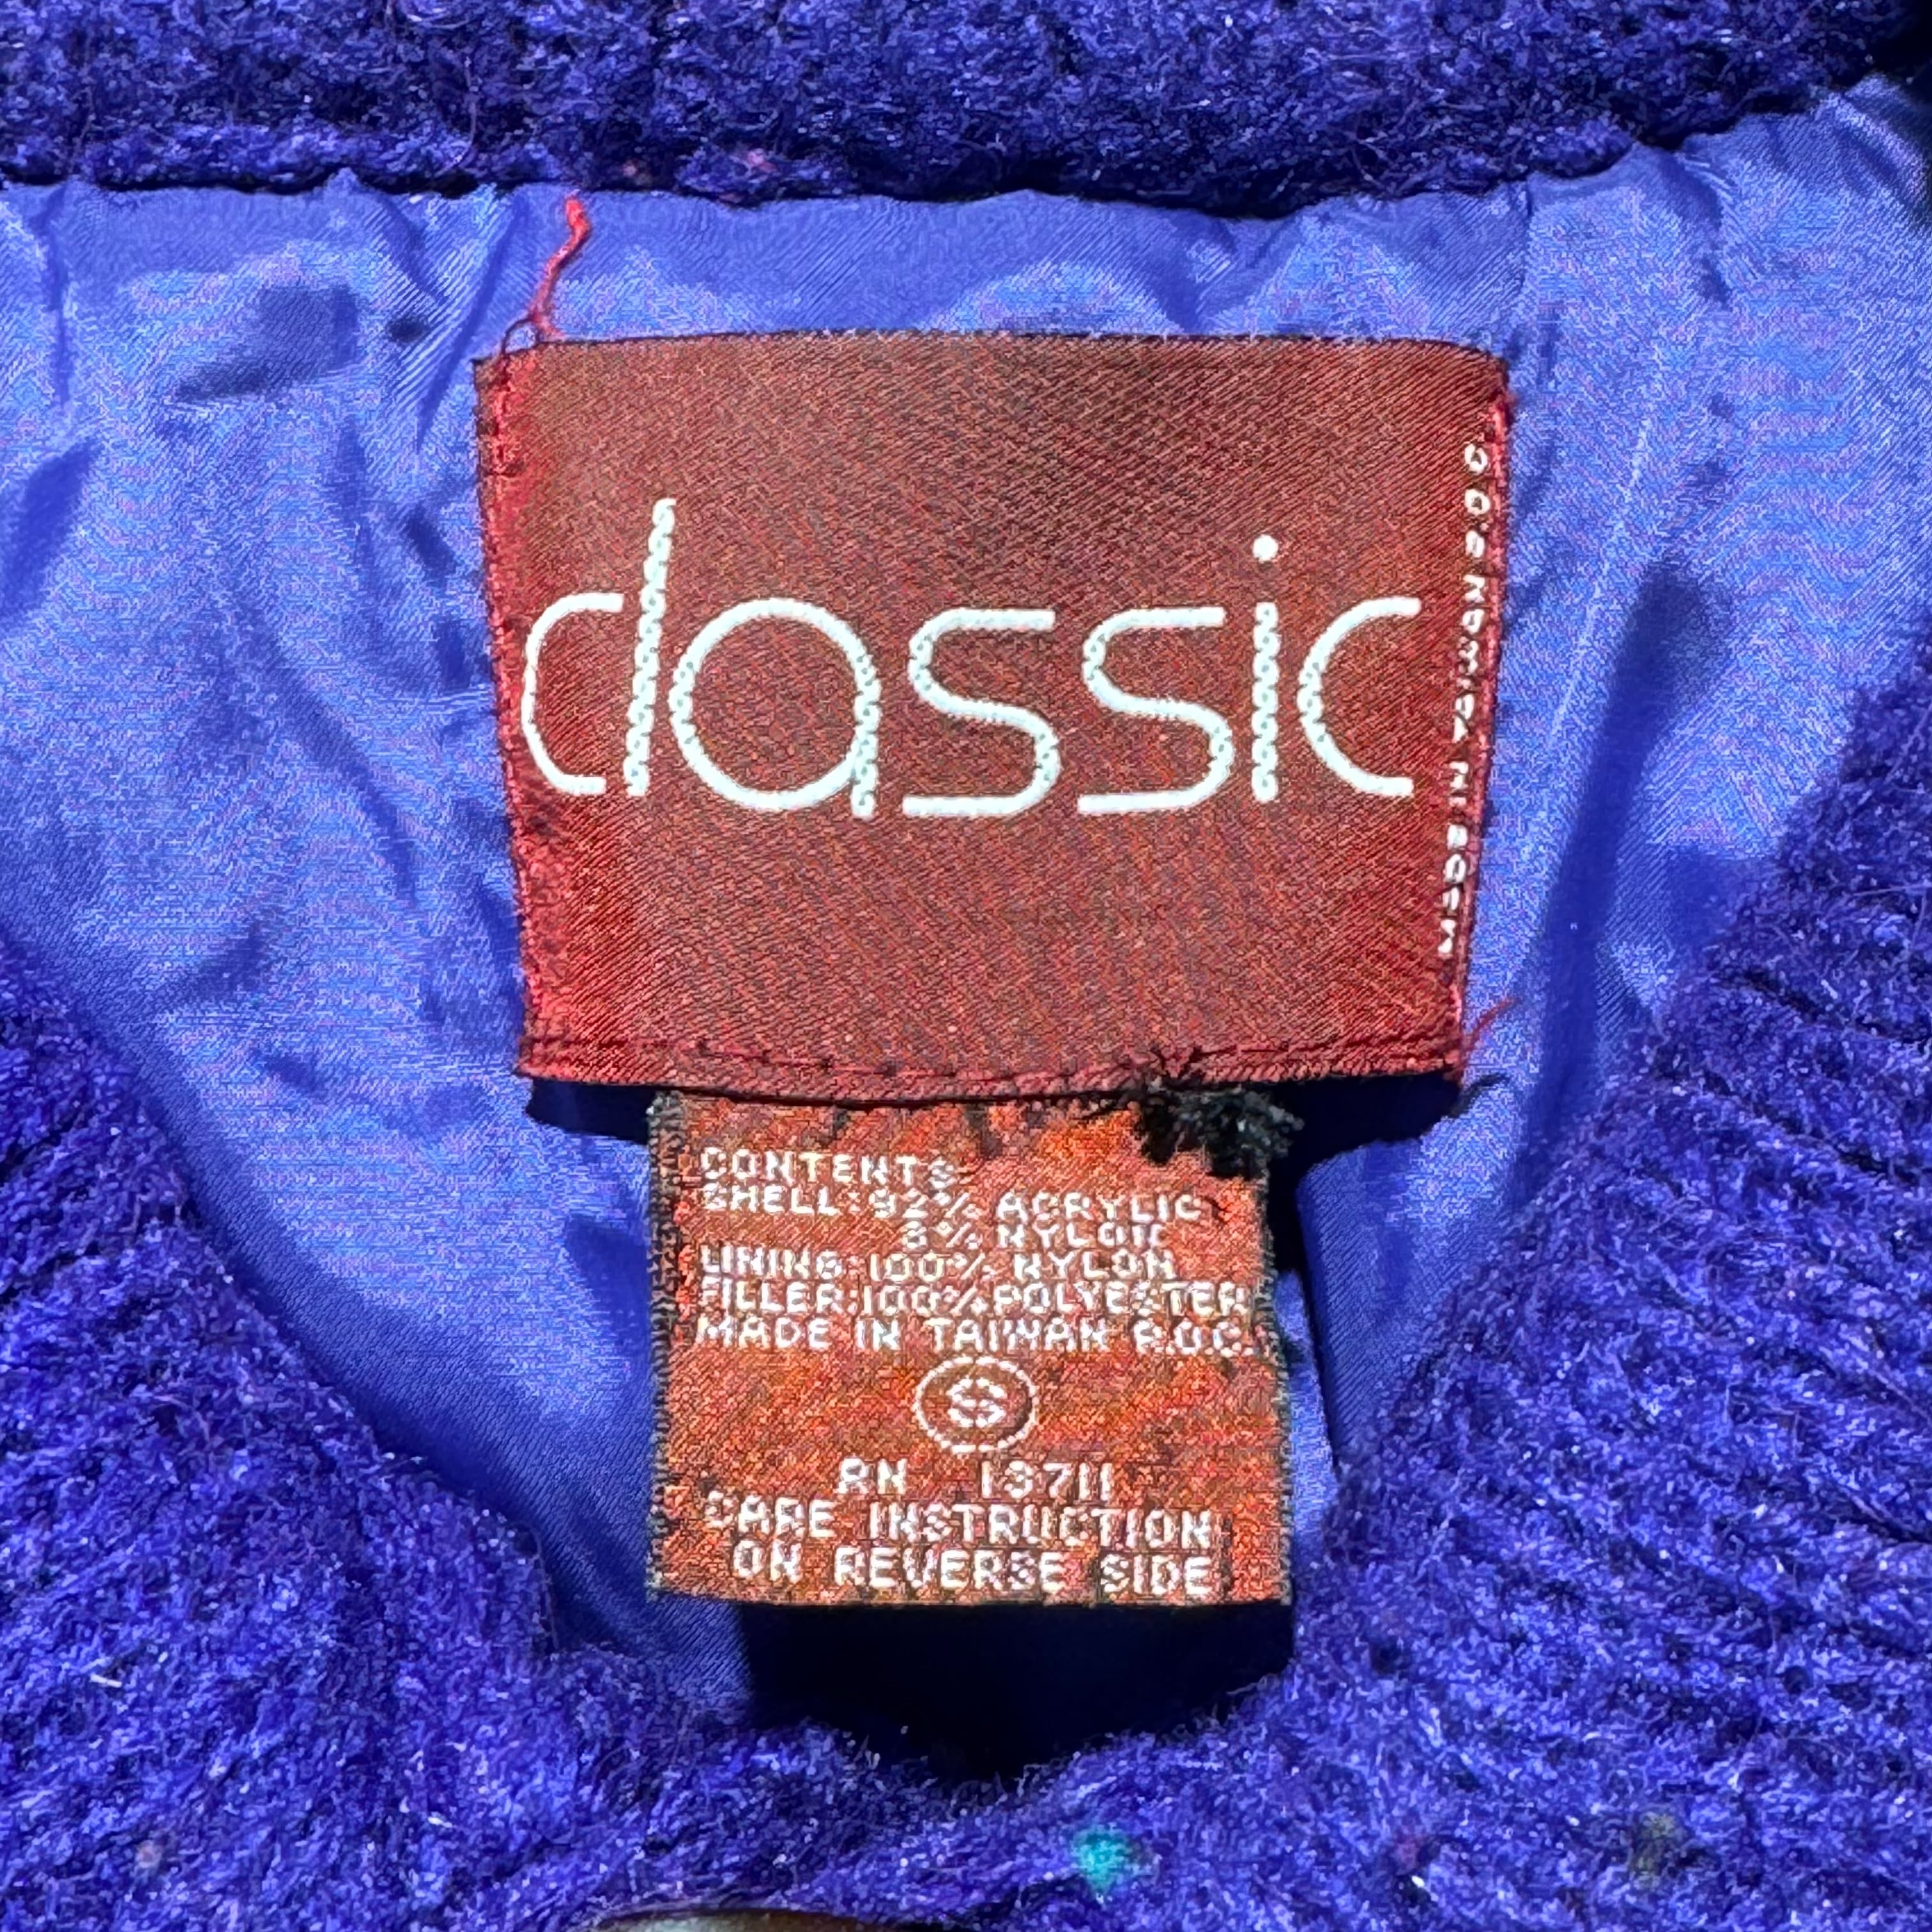 classic
CONTENTS
SHELL: 92% ACRYLIC
8% NYLON
LINING: 100% NYLON
FILLER: 100% POLYESTER
MADE IN TAIWAN R.O.C.
S
RN 13711
CARE INSTRUCTION
ON REVERSE SIDE